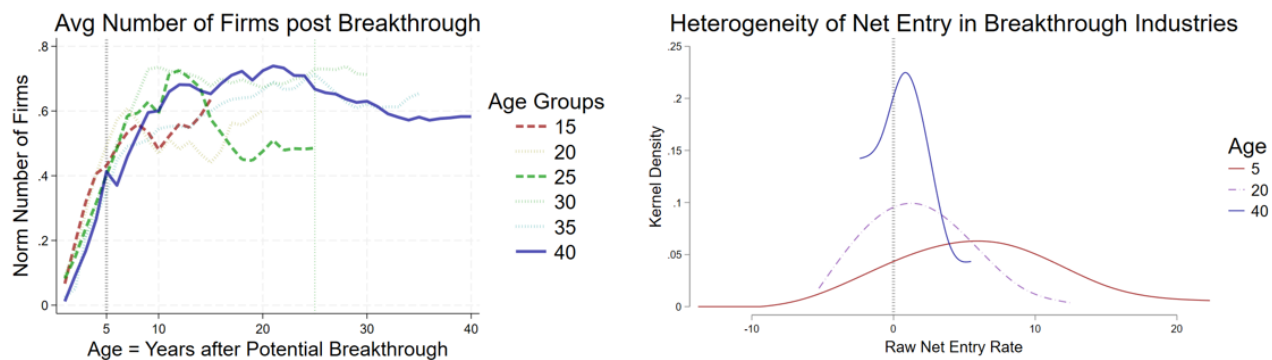 Avg Number of Firms post Breakthrough
Norm Number of Firms
.8
.6
.4
.2
0
5 10 20 30 40
Age = Years after Potential Breakthrough
Age Groups
15
20
25
30
35
40
Heterogeneity of Net Entry in Breakthrough Industries
Kernel Density
.25
.2
.15
.1
.05
0
-10 0 10 20
Raw Net Entry Rate
Age
5
20
40